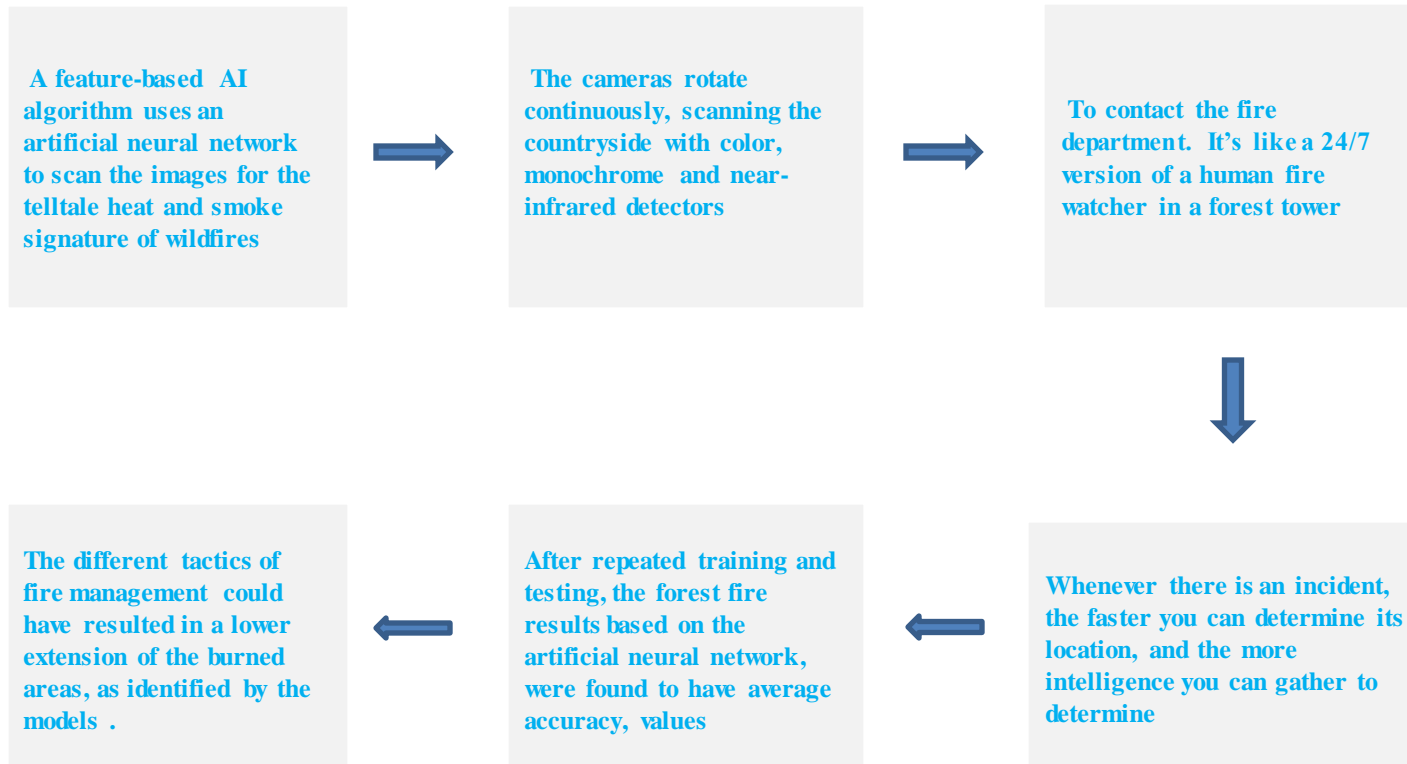 A feature-based AI
algorithm uses an
artificial neural network
to scan the images for the
telltale heat and smoke
signature of wildfires
The cameras rotate
continuously, scanning the
countryside with color,
monochrome and near-
infrared detectors
To contact the fire
department. It's like a 24/7
version of a human fire
watcher in a forest tower
Whenever there is an incident,
the faster you can determine its
location, and the more
intelligence you can gather to
determine
After repeated training and
testing, the forest fire
results based on the
artificial neural network,
were found to have average
accuracy, values
The different tactics of
fire management could
have resulted in a lower
extension of the burned
areas, as identified by the
models .